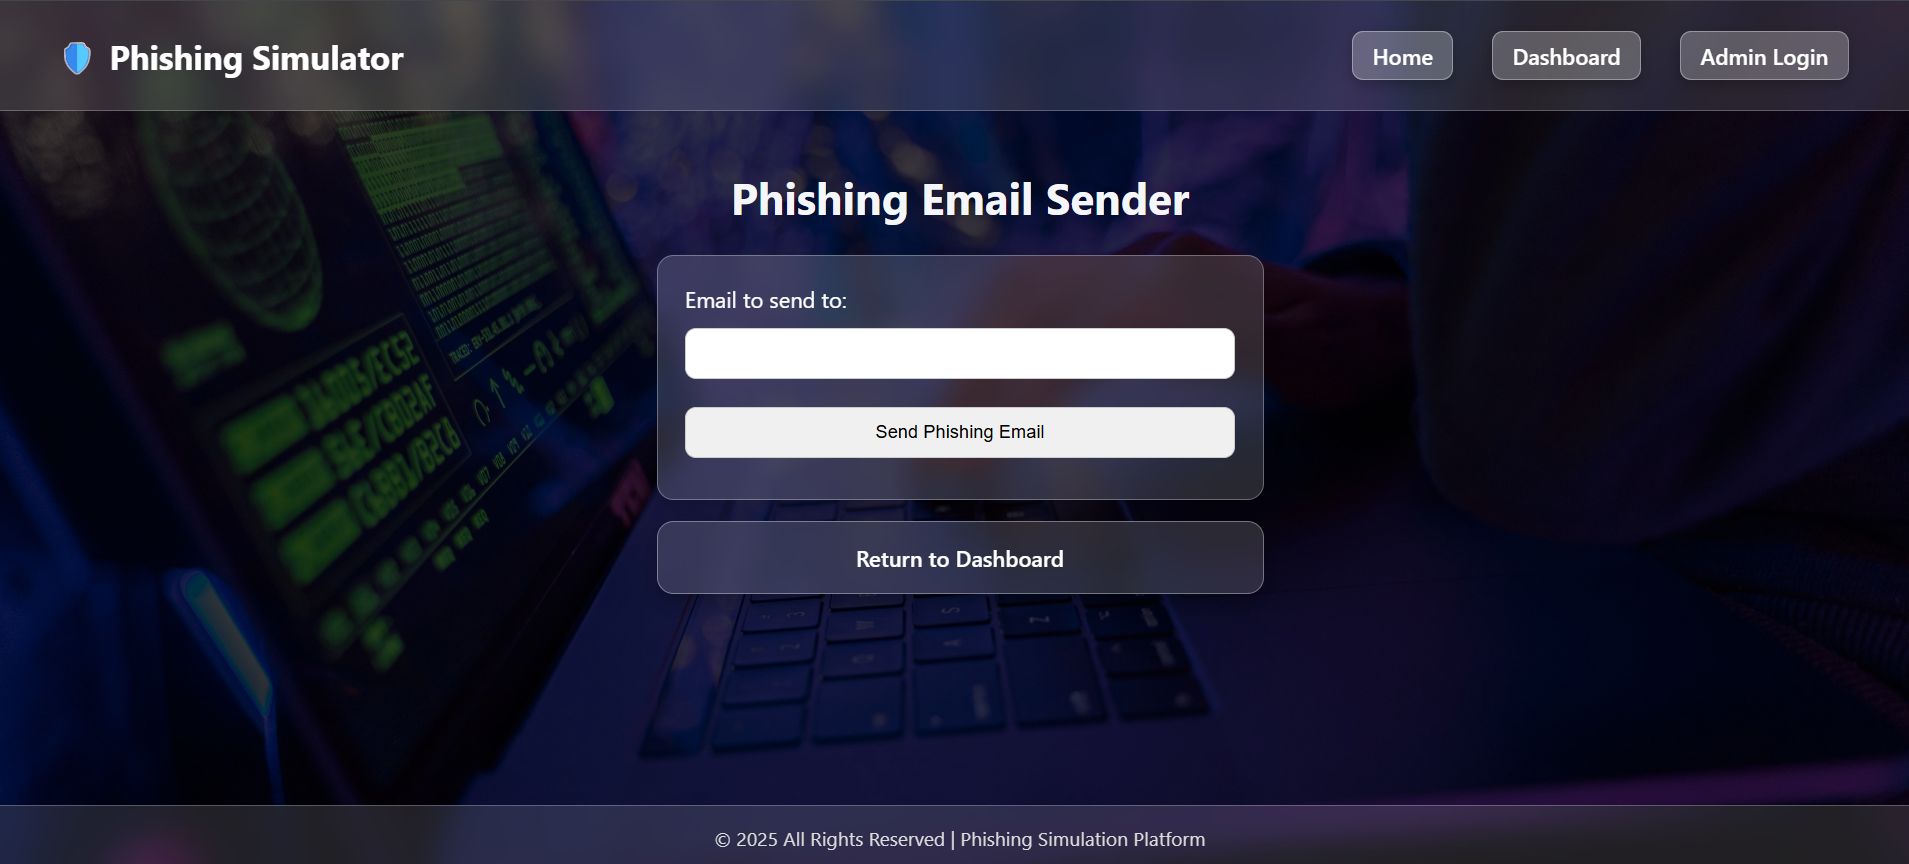 Phishing Simulator
Home
Dashboard
Admin Login
Phishing Email Sender
Email to send to:
Send Phishing Email
Return to Dashboard
© 2025 All Rights Reserved | Phishing Simulation Platform